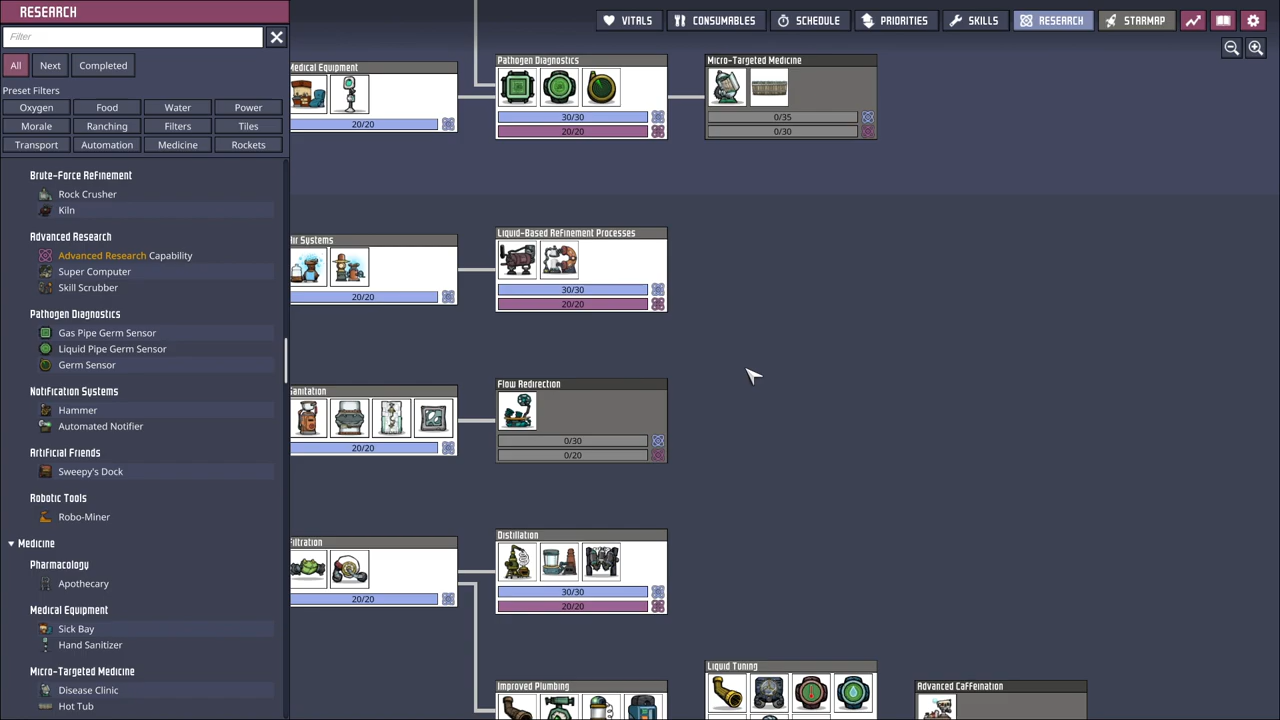 RESEARCH
VITALS
CONSUMABLES
SCHEDULE
PRIORITIES
SKILLS
RESEARCH
STARMAP
Filter
All
Next
Completed
Preset Filters
Oxygen
Food
Water
Power
Morale
Ranching
Filters
Tiles
Transport
Automation
Medicine
Rockets
Brute-Force Refinement
Rock Crusher
Kiln
Advanced Research
Advanced Research Capability
Super Computer
Skill Scrubber
Pathogen Diagnostics
Gas Pipe Germ Sensor
Liquid Pipe Germ Sensor
Germ Sensor
Notification Systems
Hammer
Automated Notifier
Artificial Friends
Sweepy's Dock
Robotic Tools
Robo-Miner
Medicine
Pharmacology
Apothecary
Medical Equipment
Sick Bay
Hand Sanitizer
Micro-Targeted Medicine
Disease Clinic
Hot Tub
Medical Equipment
20/20
Pathogen Diagnostics
30/30
20/20
Micro-Targeted Medicine
0/35
0/30
Air Systems
20/20
Liquid-Based Refinement Processes
30/30
20/20
Sanitation
20/20
Flow Redirection
0/30
0/20
Filtration
20/20
Distillation
30/30
20/20
Improved Plumbing
Liquid Tuning
Advanced Caffeination